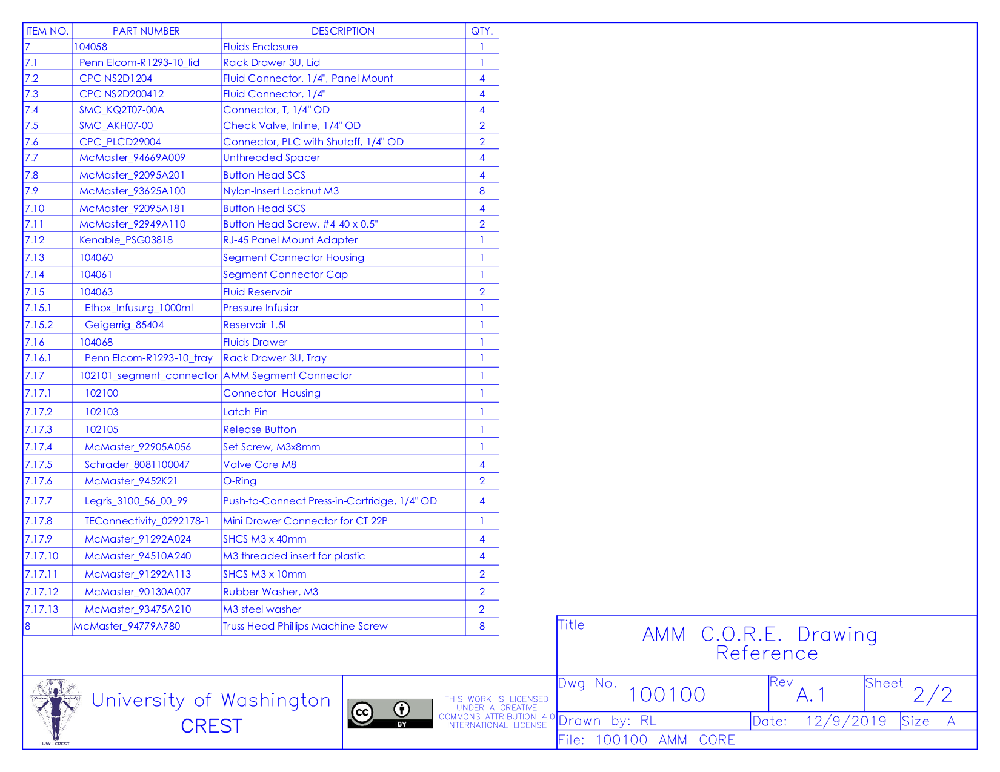 ITEM NO. PART NUMBER DESCRIPTION QTY.
7 104058 Fluids Enclosure 1
7.1 Penn Elcom-R1293-10_lid Rack Drawer 3U, Lid 1
7.2 CPC NS2D1204 Fluid Connector, 1/4", Panel Mount 4
7.3 CPC NS2D200412 Fluid Connector, 1/4" 4
7.4 SMC_KQ2T07-00A Connector, T, 1/4" OD 4
7.5 SMC_AKH07-00 Check Valve, Inline, 1/4" OD 2
7.6 CPC_PLCD29004 Connector, PLC with Shutoff, 1/4" OD 2
7.7 McMaster_94669A009 Unthreaded Spacer 4
7.8 McMaster_92095A201 Button Head SCS 4
7.9 McMaster_93625A100 Nylon-Insert Locknut M3 8
7.10 McMaster_92095A181 Button Head SCS 4
7.11 McMaster_92949A110 Button Head Screw, #4-40 x 0.5" 2
7.12 Kenable_PSG03818 RJ-45 Panel Mount Adapter 1
7.13 104060 Segment Connector Housing 1
7.14 104061 Segment Connector Cap 1
7.15 104063 Fluid Reservoir 2
7.15.1 Ethox_Infusurg_1000ml Pressure Infusior 1
7.15.2 Geigerrig_85404 Reservoir 1.5l 1
7.16 104068 Fluids Drawer 1
7.16.1 Penn Elcom-R1293-10_tray Rack Drawer 3U, Tray 1
7.17 102101_segment_connector AMM Segment Connector 1
7.17.1 102100 Connector Housing 1
7.17.2 102103 Latch Pin 1
7.17.3 102105 Release Button 1
7.17.4 McMaster_92905A056 Set Screw, M3x8mm 1
7.17.5 Schrader_8081100047 Valve Core M8 4
7.17.6 McMaster_9452K21 O-Ring 2
7.17.7 Legris_3100_56_00_99 Push-to-Connect Press-in-Cartridge, 1/4" OD 4
7.17.8 TEConnectivity_0292178-1 Mini Drawer Connector for CT 22P 1
7.17.9 McMaster_91292A024 SHCS M3 x 40mm 4
7.17.10 McMaster_94510A240 M3 threaded insert for plastic 4
7.17.11 McMaster_91292A113 SHCS M3 x 10mm 2
7.17.12 McMaster_90130A007 Rubber Washer, M3 2
7.17.13 McMaster_93475A210 M3 steel washer 2
8 McMaster_94779A780 Truss Head Phillips Machine Screw 8
Title
AMM C.O.R.E. Drawing
Reference
Dwg No. 100100
Rev A.1
Sheet 2/2
Drawn by: RL
Date: 12/9/2019
Size A
File: 100100_AMM_CORE
UW - CREST
University of Washington
CREST
cc
BY
THIS WORK IS LICENSED
UNDER A CREATIVE
COMMONS ATTRIBUTION 4.0
INTERNATIONAL LICENSE